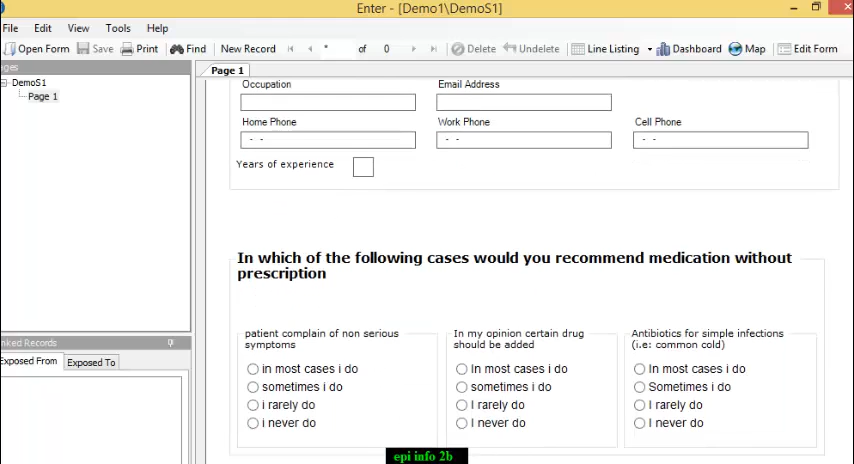 Enter - [Demo1\DemoS1]
File Edit View Tools Help
Open Form Save Print Find New Record * of 0 Delete Undelete Line Listing Dashboard Map Edit Form
ages
DemoS1
Page 1
Page 1
Occupation Email Address
Home Phone Work Phone Cell Phone
- - - - - -
Years of experience
In which of the following cases would you recommend medication without
prescription
patient complain of non serious
symptoms
in most cases i do
sometimes i do
i rarely do
i never do
In my opinion certain drug
should be added
In most cases i do
sometimes i do
I rarely do
I never do
Antibiotics for simple infections
(i.e: common cold)
In most cases i do
Sometimes i do
I rarely do
I never do
inked Records
Exposed From Exposed To
epi info 2b